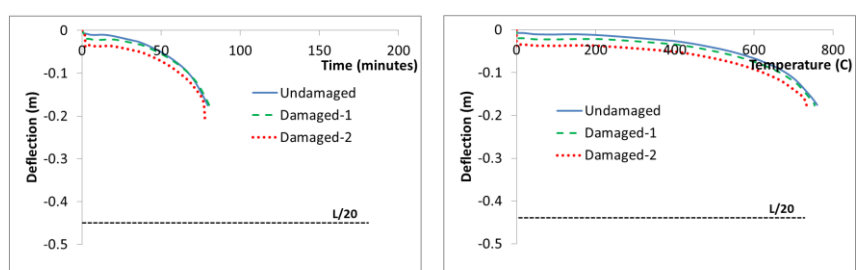 0
0 50 100 150 200
Time (minutes)
-0.1
-0.2
-0.3
-0.4
-0.5
Deflection (m)
Undamaged
Damaged-1
Damaged-2
L/20
0
0 200 400 600 800
Temperature (C)
-0.1
-0.2
-0.3
-0.4
-0.5
Deflection (m)
Undamaged
Damaged-1
Damaged-2
L/20